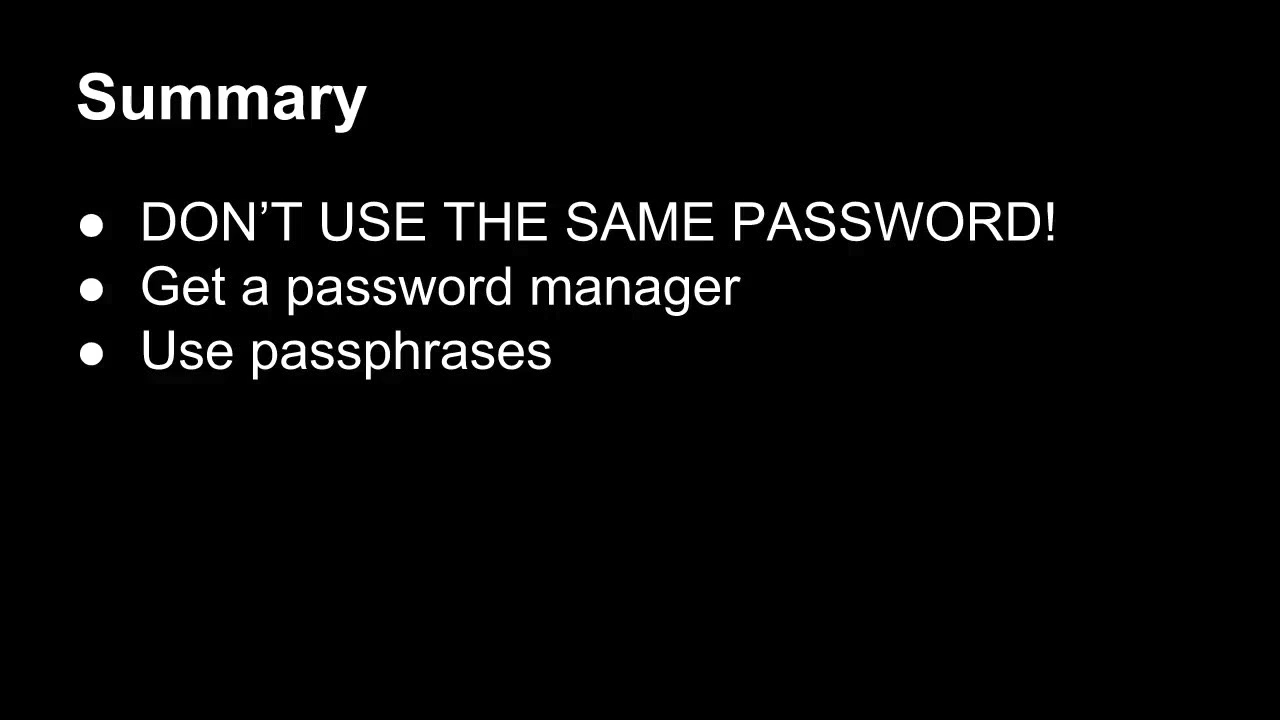 Summary
● DON’T USE THE SAME PASSWORD!
● Get a password manager
● Use passphrases